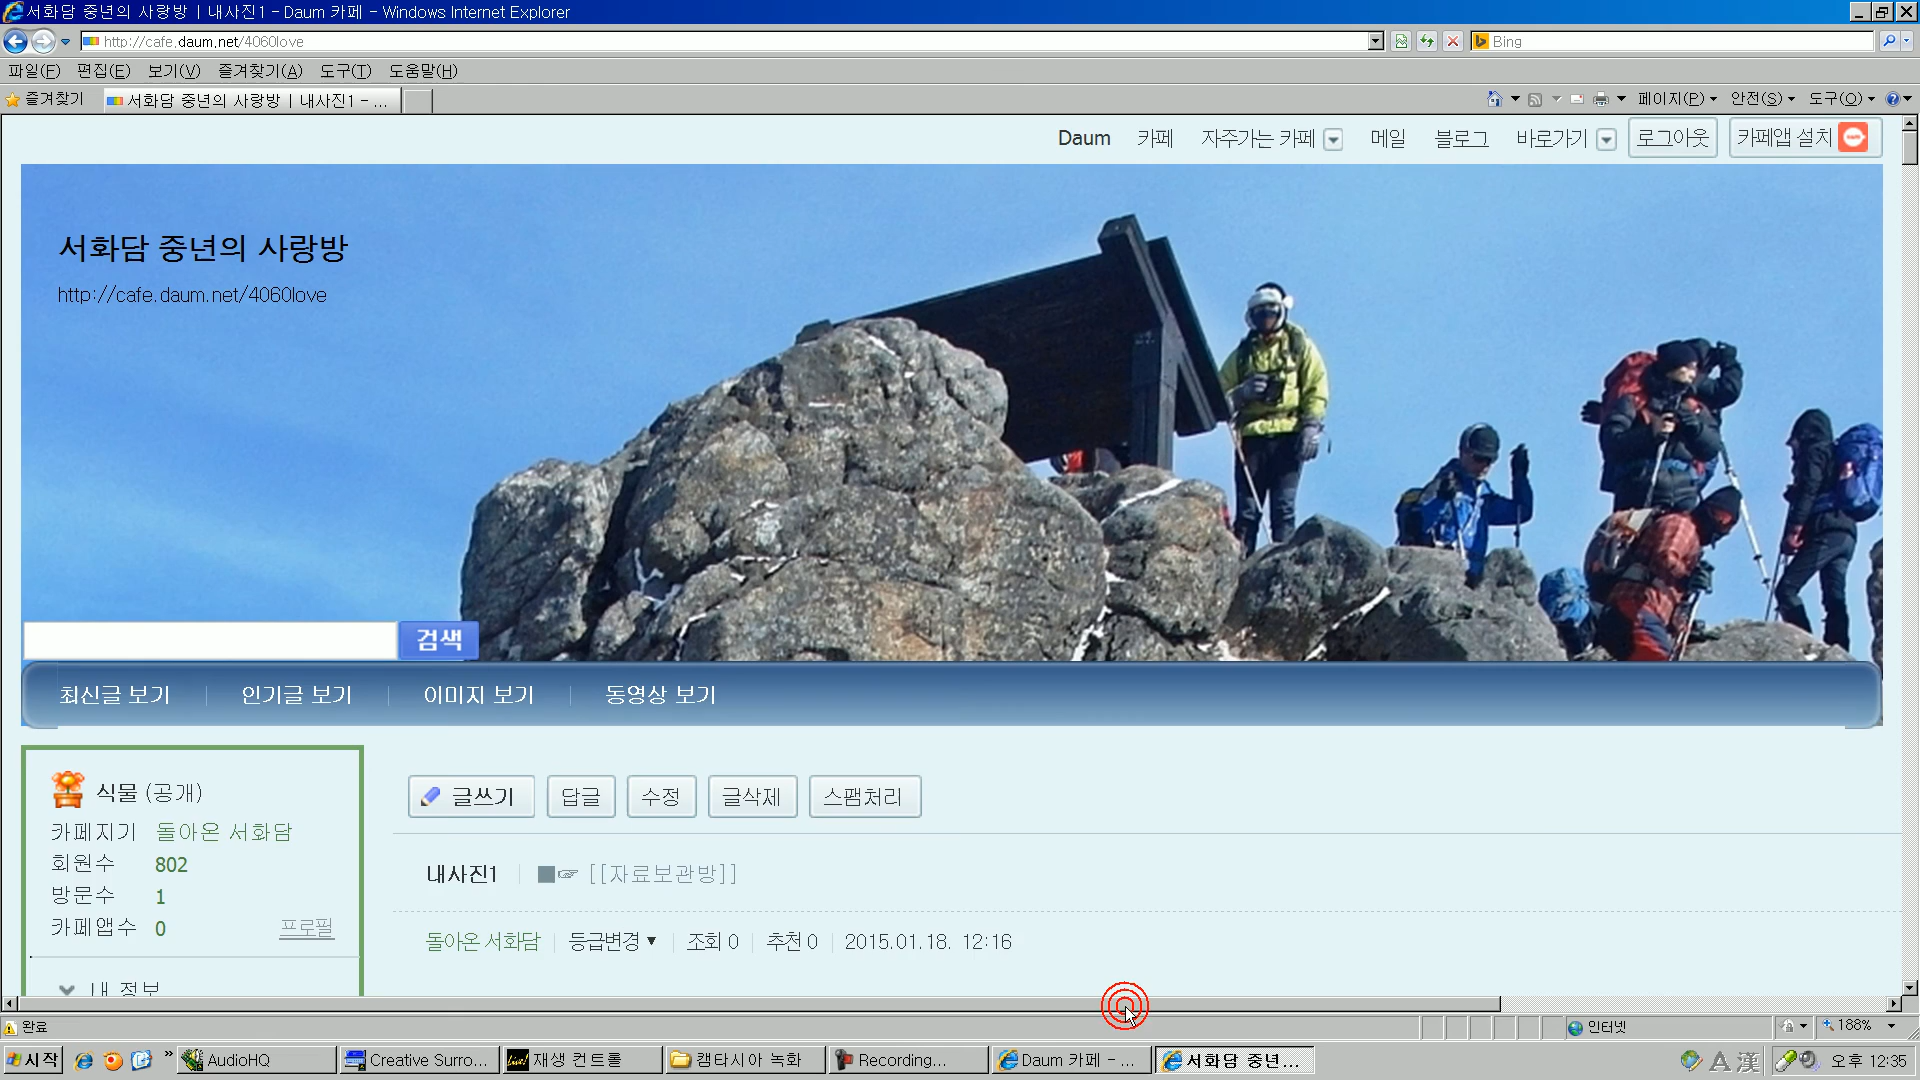 서화담 중년의 사랑방 | 내사진1 - Daum 카페 - Windows Internet Explorer
http://cafe.daum.net/4060love
Bing
파일(F) 편집(E) 보기(V) 즐겨찾기(A) 도구(T) 도움말(H)
즐겨찾기
서화담 중년의 사랑방 | 내사진1 - ...
페이지(P) 안전(S) 도구(O)
Daum 카페 자주가는 카페 메일 블로그 바로가기 로그아웃 카페앱 설치
서화담 중년의 사랑방
http://cafe.daum.net/4060love
검색
최신글 보기 인기글 보기 이미지 보기 동영상 보기
식물 (공개)
카페지기 돌아온 서화담
회원수 802
방문수 1
카페앱수 0 프로필
내 정보
글쓰기 답글 수정 글삭제 스팸처리
내사진1 ■☞ [[자료보관방]]
돌아온 서화담 등급변경▼ 조회 0 추천 0 2015.01.18. 12:16
완료
인터넷
188%
시작
AudioHQ
Creative Surro...
재생 컨트롤
캠타시아 녹화
Recording...
Daum 카페 - ...
서화담 중년...
A 漢
오후 12:35